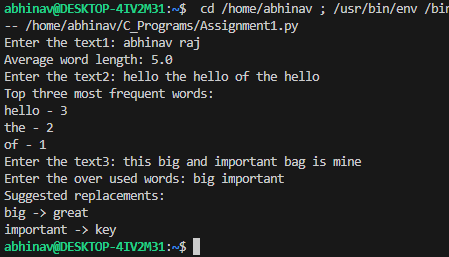 abhinav@DESKTOP-4IV2M31:~$  cd /home/abhinav ; /usr/bin/env /bin
-- /home/abhinav/C_Programs/Assignment1.py
Enter the text1: abhinav raj
Average word length: 5.0
Enter the text2: hello the hello of the hello
Top three most frequent words:
hello - 3
the - 2
of - 1
Enter the text3: this big and important bag is mine
Enter the over used words: big important
Suggested replacements:
big -> great
important -> key
abhinav@DESKTOP-4IV2M31:~$